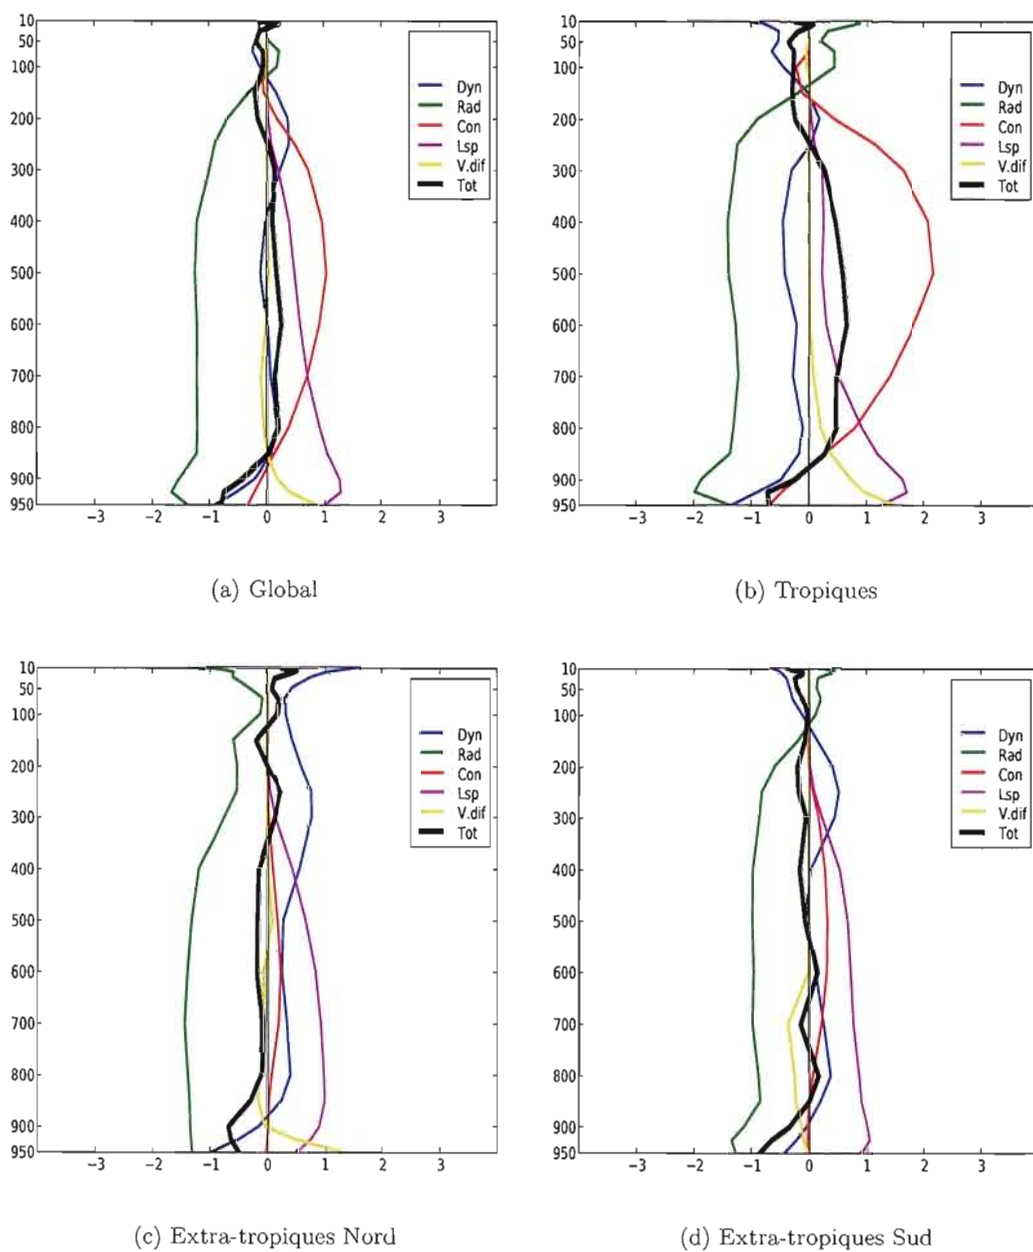 10
50
100
200
300
400
500
600
700
800
900
950
−3 −2 −1 0 1 2 3
Dyn
Rad
Con
Lsp
V.dif
Tot
(a) Global
10
50
100
200
300
400
500
600
700
800
900
950
−3 −2 −1 0 1 2 3
Dyn
Rad
Con
Lsp
V.dif
Tot
(b) Tropiques
10
50
100
200
300
400
500
600
700
800
900
950
−3 −2 −1 0 1 2 3
Dyn
Rad
Con
Lsp
V.dif
Tot
(c) Extra-tropiques Nord
10
50
100
200
300
400
500
600
700
800
900
950
−3 −2 −1 0 1 2 3
Dyn
Rad
Con
Lsp
V.dif
Tot
(d) Extra-tropiques Sud